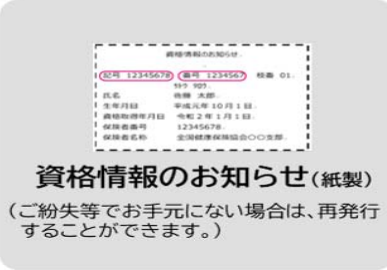 資格情報のお知らせ
記号 12345678 番号 1234567 枝番 01
氏名 佐藤 太郎
生年月日 平成元年10月1日
資格取得年月日 令和2年1月1日
保険者番号 12345678
保険者名称 全国健康保険協会〇〇支部
資格情報のお知らせ(紙製)
(ご紛失等でお手元にない場合は、再発行
することができます。)